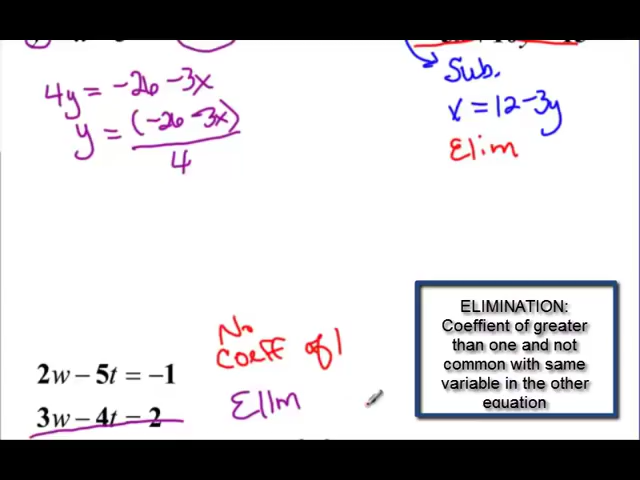 4y = -26 - 3x
y = (-26 - 3x)
4
Sub.
x = 12 - 3y
Elim
No
coeff of 1
2w − 5t = −1
3w − 4t = 2
Elim
ELIMINATION:
Coeffient of greater
than one and not
common with same
variable in the other
equation